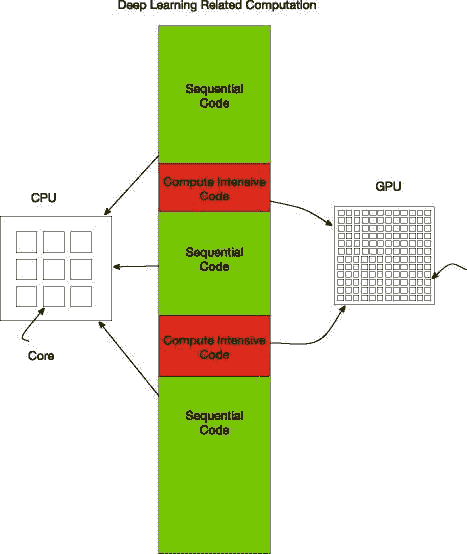 Deep Learning Related Computation
Sequential
Code
Compute Intensive
Code
CPU
GPU
Sequential
Code
Compute Intensive
Code
Core
Sequential
Code